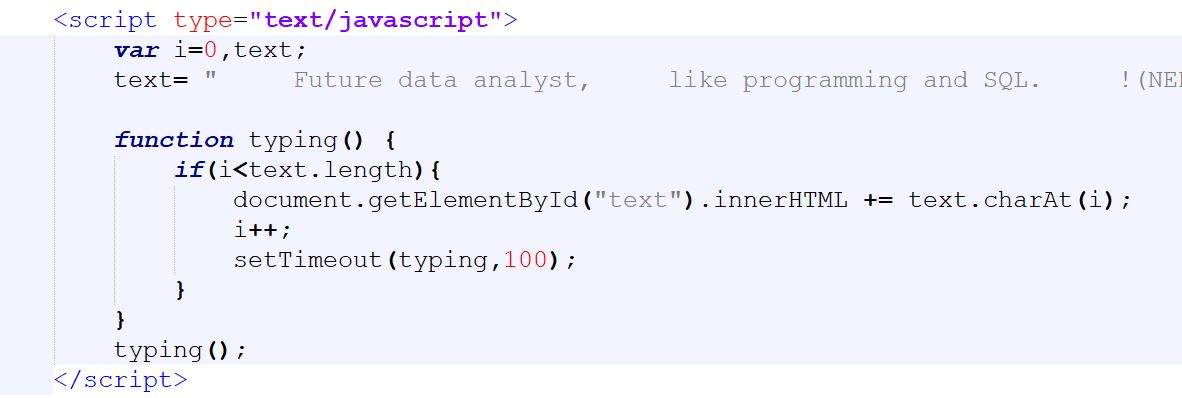 <script type="text/javascript">
var i=0,text;
text= "     Future data analyst,     like programming and SQL.     !(NE
function typing() {
if(i<text.length){
document.getElementById("text").innerHTML += text.charAt(i);
i++;
setTimeout(typing,100);
}
}
typing();
</script>